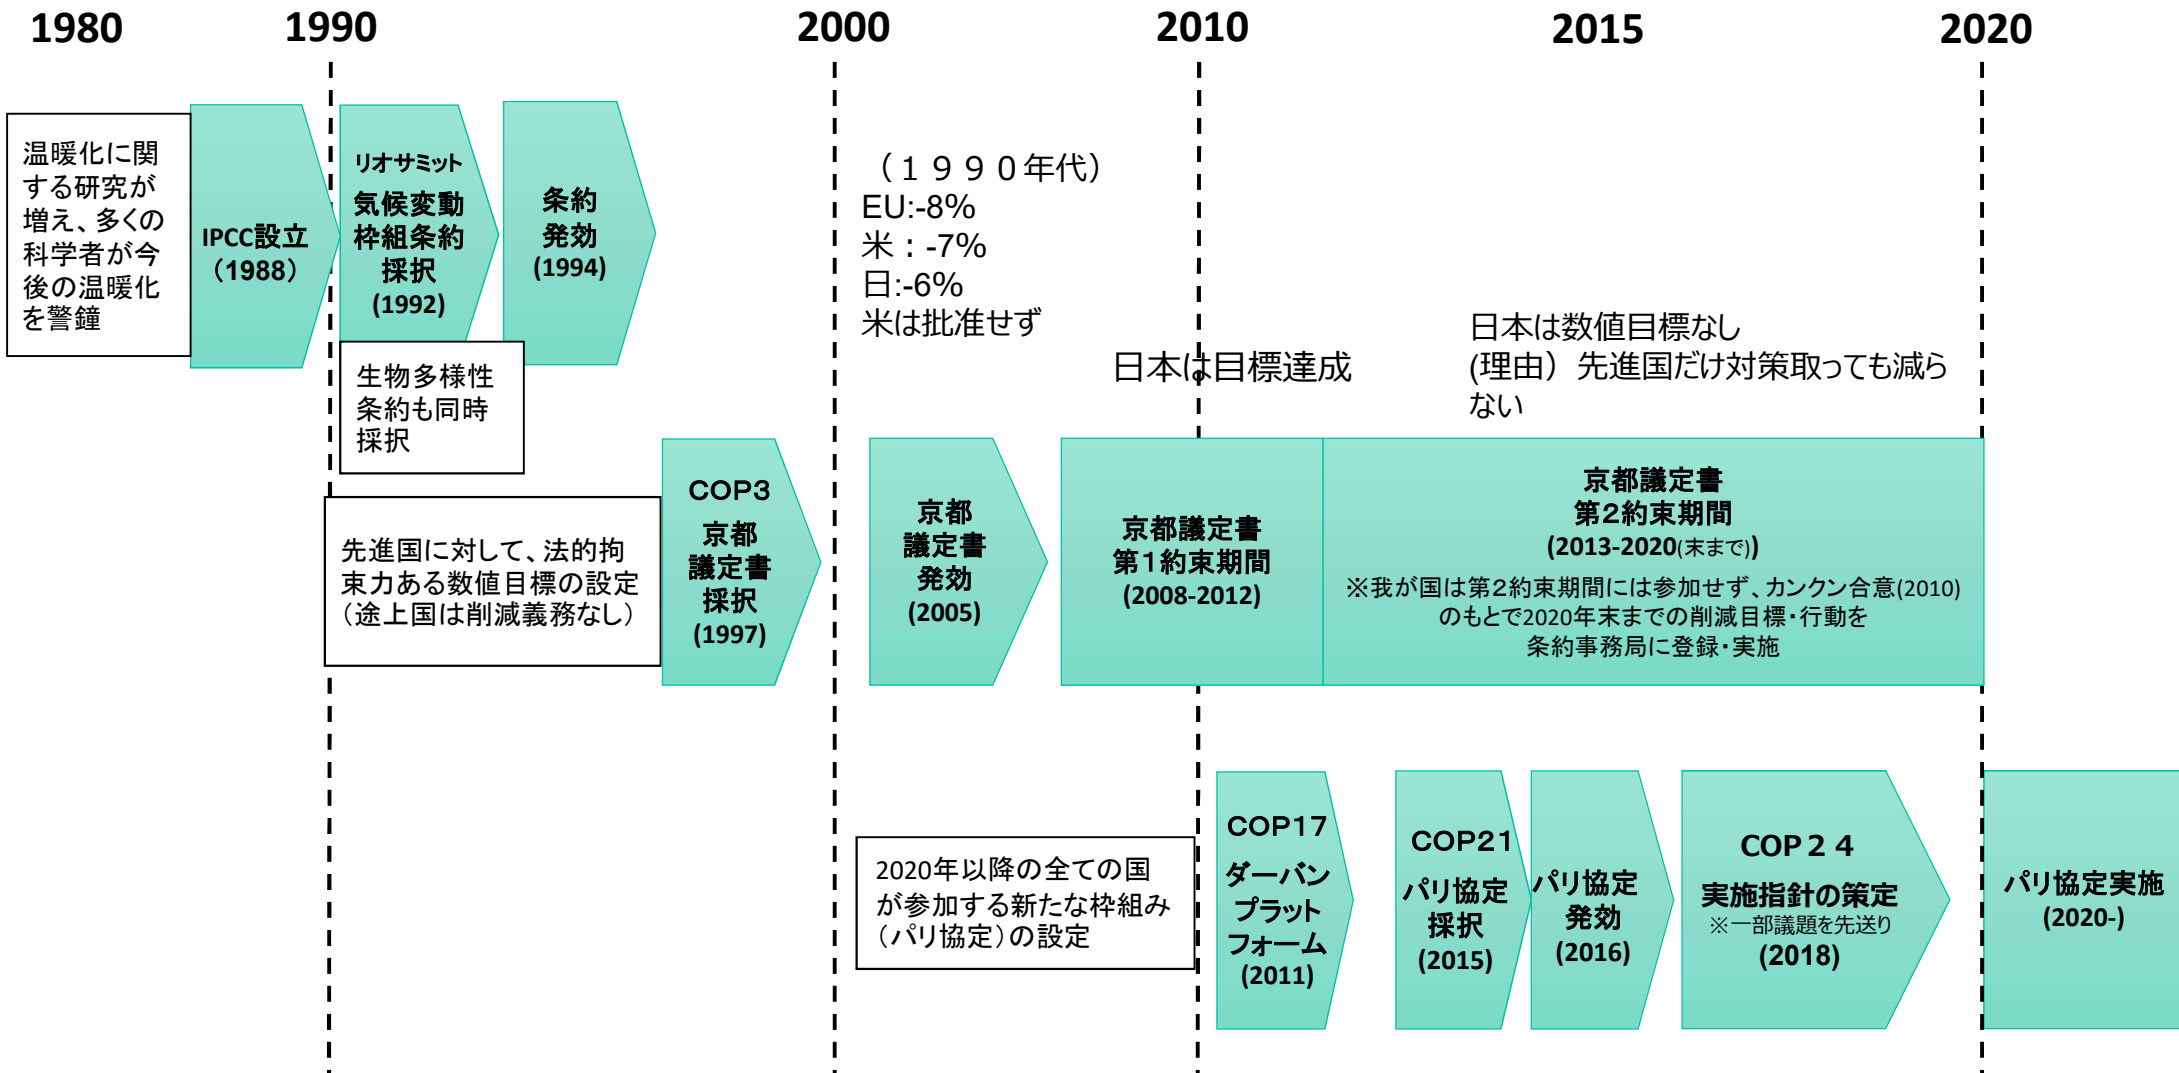 1980
1990
2000
2010
2015
2020
温暖化に関
する研究が
増え、多くの
科学者が今
後の温暖化
を警鐘
IPCC設立
（1988）
リオサミット
気候変動
枠組条約
採択
(1992)
条約
発効
(1994)
生物多様性
条約も同時
採択
（１９９０年代）
EU:-8%
米：-7%
日:-6%
米は批准せず
日本は目標達成
日本は数値目標なし
(理由）先進国だけ対策取っても減ら
ない
先進国に対して、法的拘
束力ある数値目標の設定
（途上国は削減義務なし）
COP3
京都
議定書
採択
(1997)
京都
議定書
発効
(2005)
京都議定書
第１約束期間
(2008-2012)
京都議定書
第２約束期間
(2013-2020(末まで))
※我が国は第２約束期間には参加せず、カンクン合意(2010)
のもとで2020年末までの削減目標・行動を
条約事務局に登録・実施
2020年以降の全ての国
が参加する新たな枠組み
（パリ協定）の設定
COP17
ダーバン
プラット
フォーム
(2011)
COP21
パリ協定
採択
(2015)
パリ協定
発効
(2016)
COP２４
実施指針の策定
※一部議題を先送り
(2018)
パリ協定実施
(2020-)